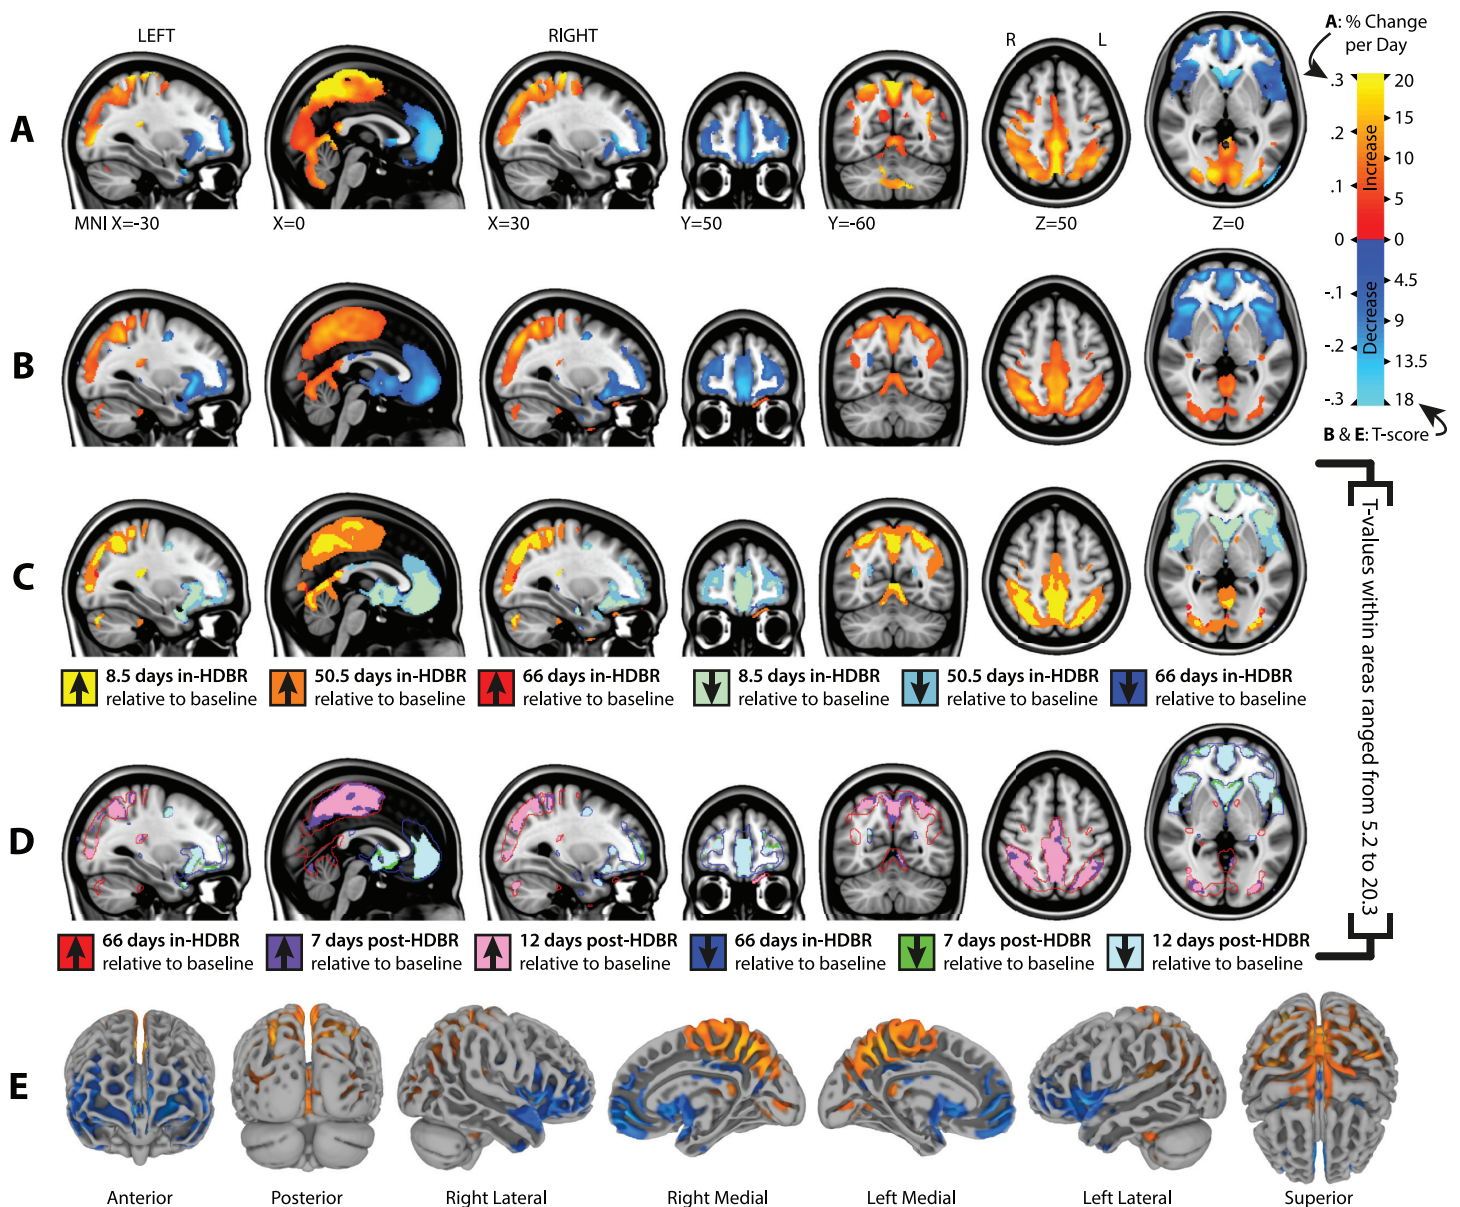 LEFT
RIGHT
R
L
A: % Change
per Day
A
.3
20
15
.2
10
.1
5
0
0
Increase
-.1
4.5
9
-.2
13.5
-.3
18
Decrease
MNI X=-30
X=0
X=30
Y=50
Y=-60
Z=50
Z=0
B
B & E: T-score
C
T-values within areas ranged from 5.2 to 20.3
8.5 days in-HDBR
relative to baseline
50.5 days in-HDBR
relative to baseline
66 days in-HDBR
relative to baseline
8.5 days in-HDBR
relative to baseline
50.5 days in-HDBR
relative to baseline
66 days in-HDBR
relative to baseline
D
66 days in-HDBR
relative to baseline
7 days post-HDBR
relative to baseline
12 days post-HDBR
relative to baseline
66 days in-HDBR
relative to baseline
7 days post-HDBR
relative to baseline
12 days post-HDBR
relative to baseline
E
Anterior
Posterior
Right Lateral
Right Medial
Left Medial
Left Lateral
Superior